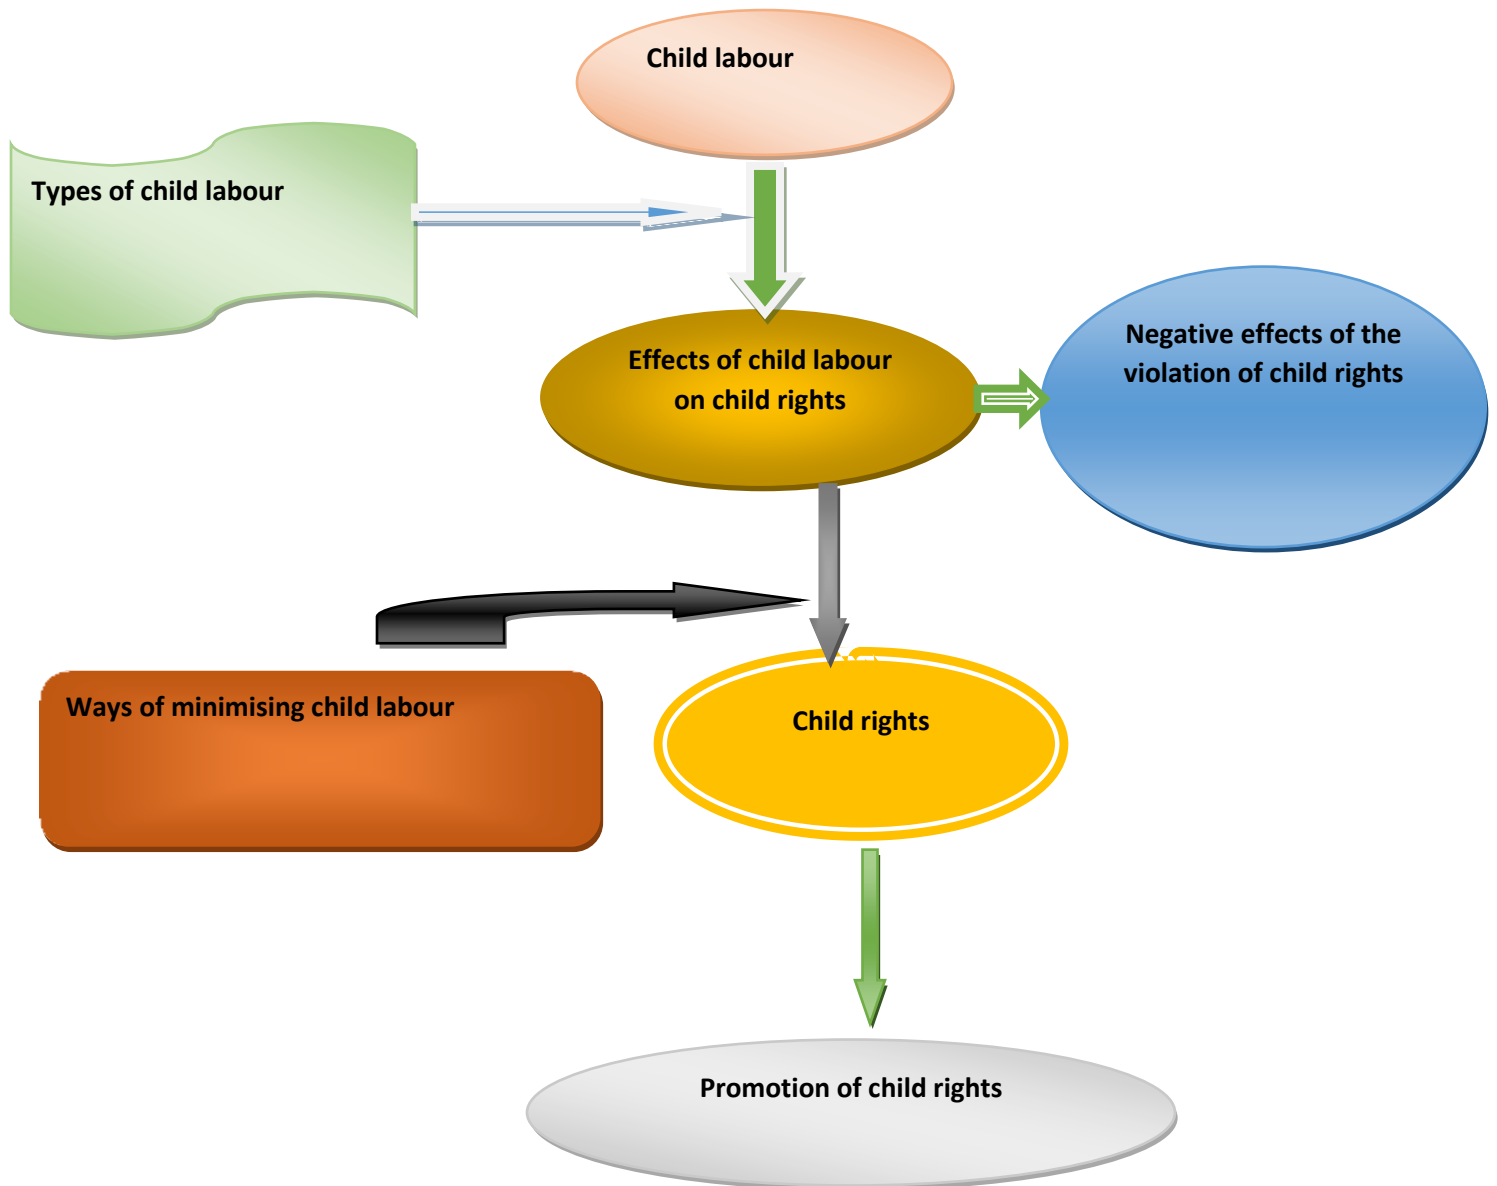 Child labour
Types of child labour
Effects of child labour
on child rights
Negative effects of the
violation of child rights
Ways of minimising child labour
Child rights
Promotion of child rights